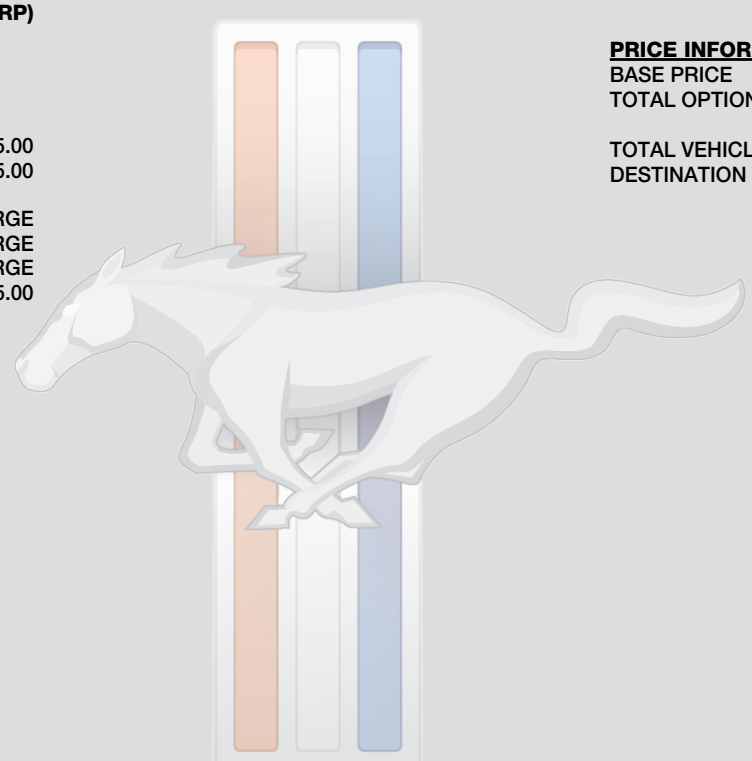 RP)
5.00
5.00
RGE
RGE
RGE
5.00
PRICE INFOR
BASE PRICE
TOTAL OPTION
TOTAL VEHICL
DESTINATION